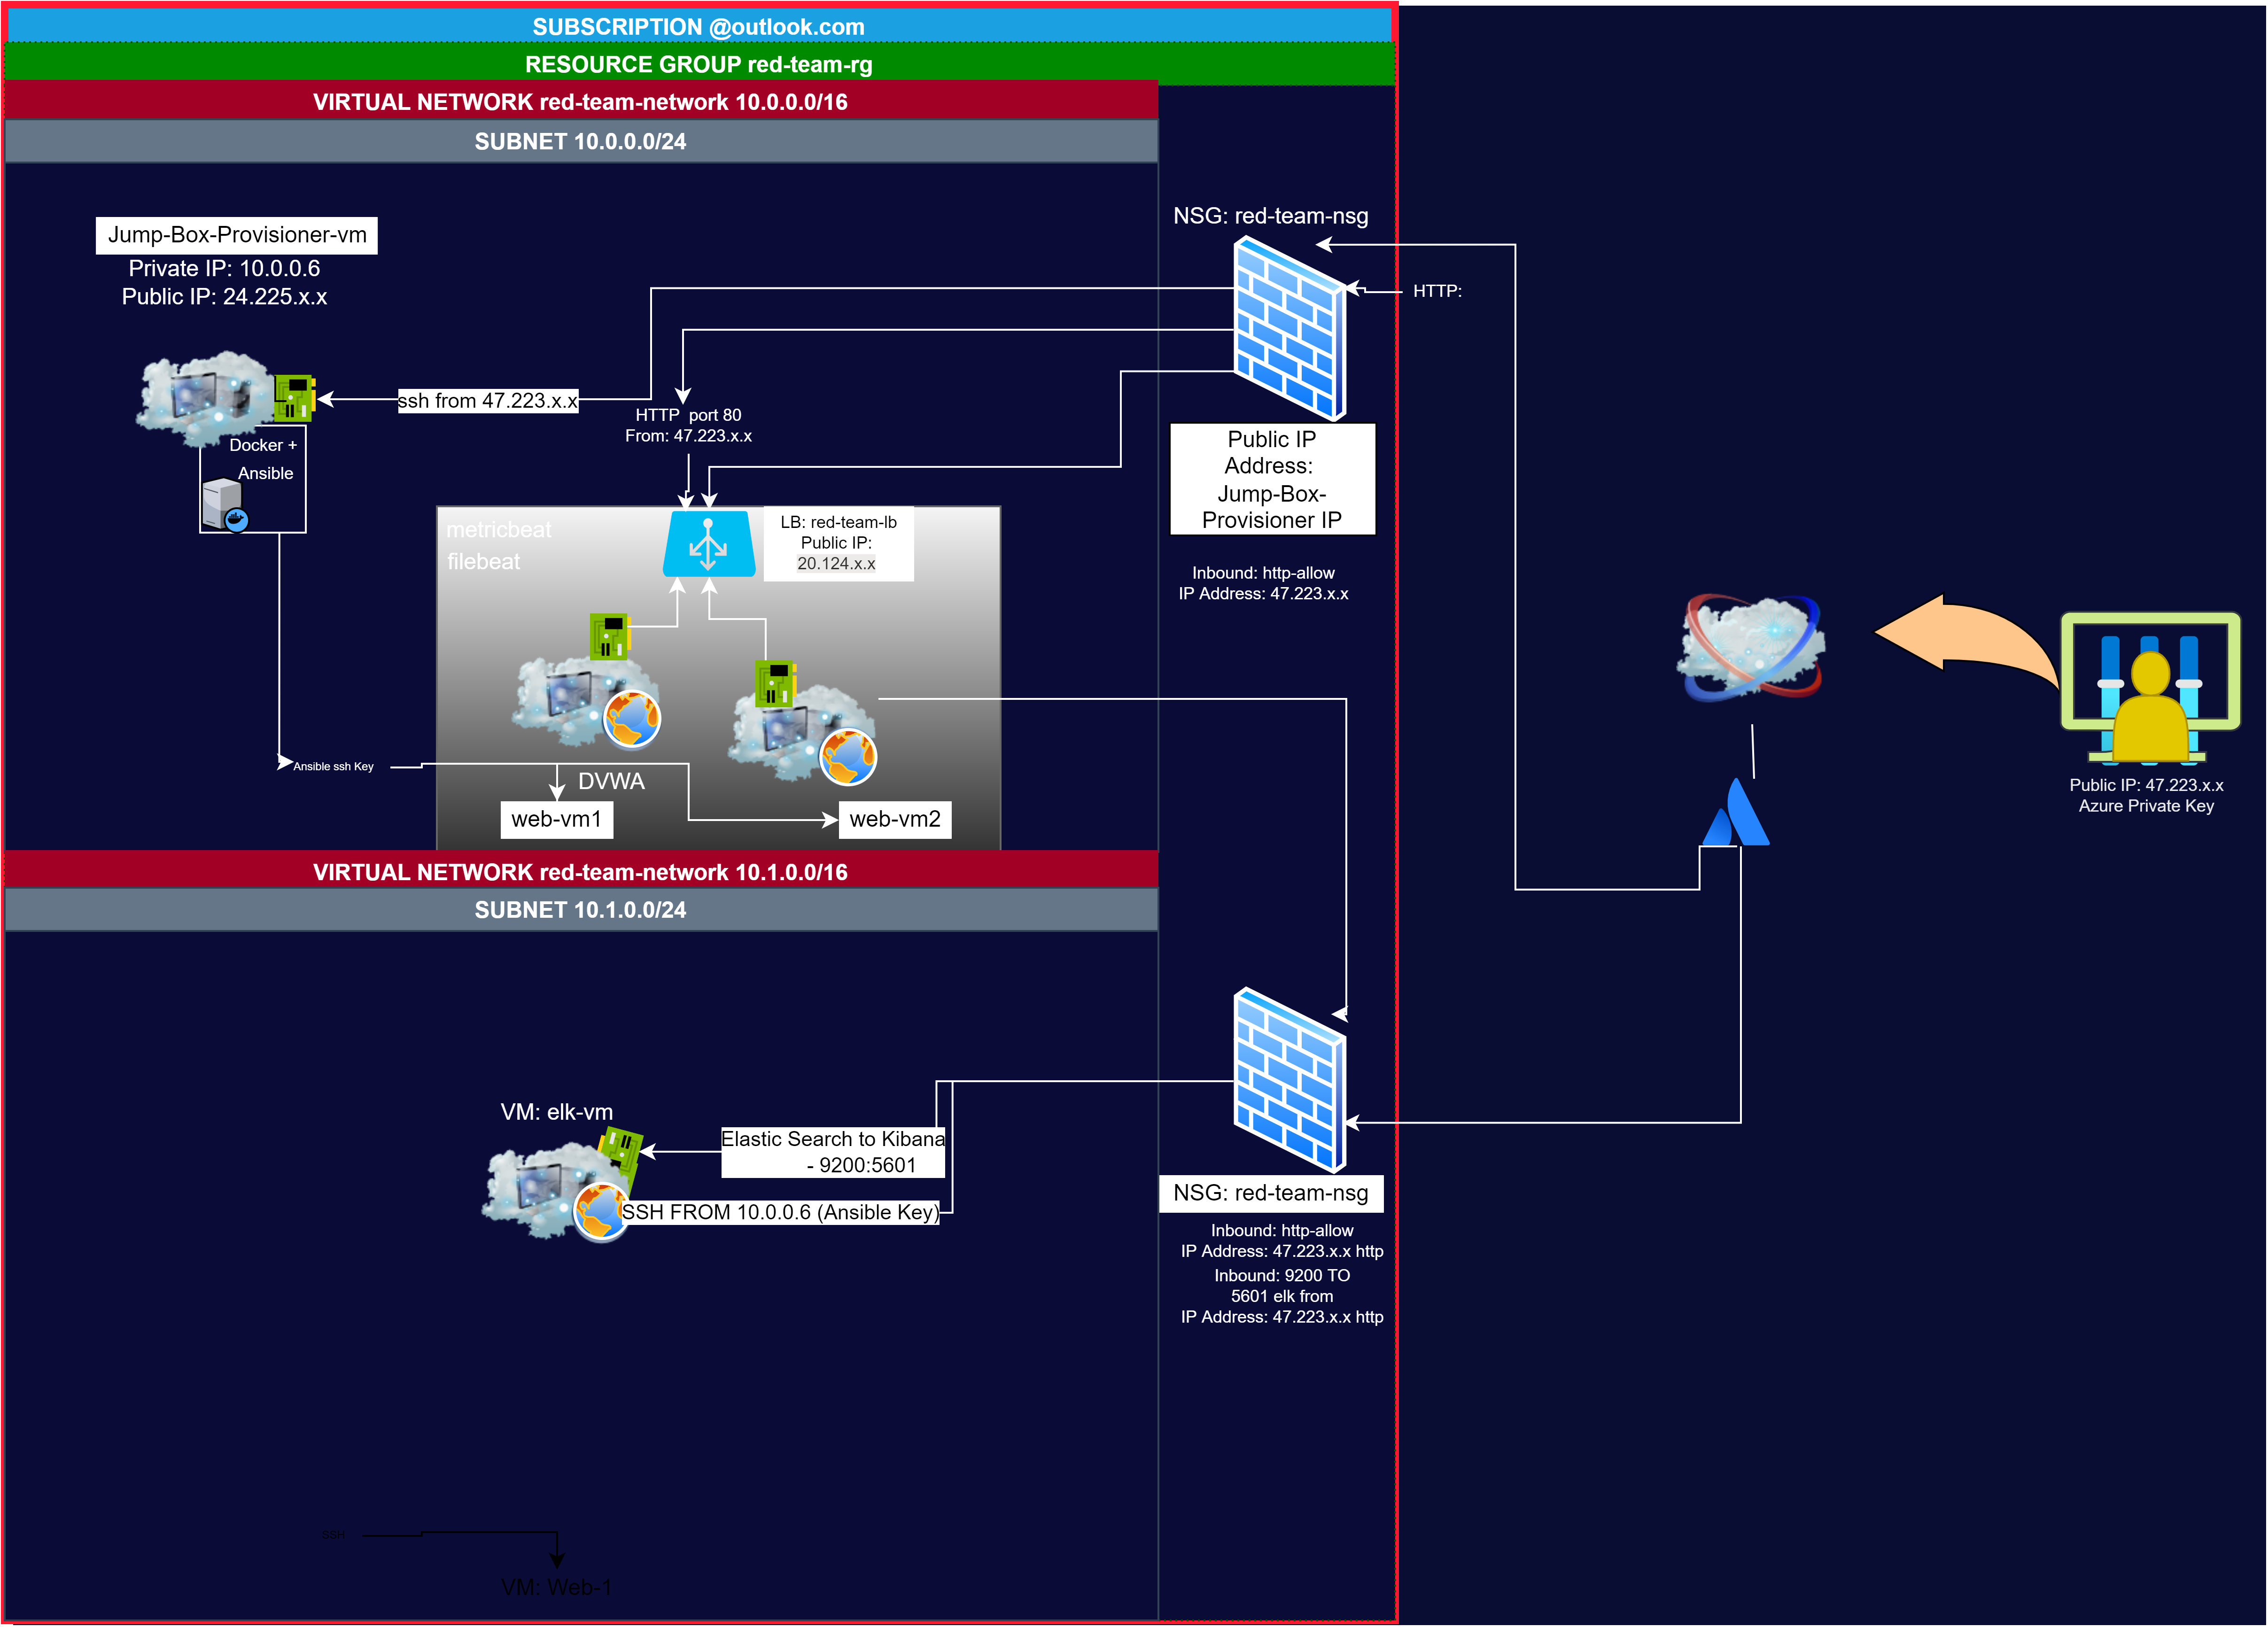 SUBSCRIPTION @outlook.com
RESOURCE GROUP red-team-rg
VIRTUAL NETWORK red-team-network 10.0.0.0/16
SUBNET 10.0.0.0/24
Jump-Box-Provisioner-vm
Private IP: 10.0.0.6
Public IP: 24.225.x.x
NSG: red-team-nsg
HTTP:
ssh from 47.223.x.x
HTTP port 80
From: 47.223.x.x
Docker +
Ansible
Public IP
Address:
Jump-Box-
Provisioner IP
metricbeat
filebeat
LB: red-team-lb
Public IP:
20.124.x.x
Inbound: http-allow
IP Address: 47.223.x.x
Ansible ssh Key
DVWA
web-vm1
web-vm2
Public IP: 47.223.x.x
Azure Private Key
VIRTUAL NETWORK red-team-network 10.1.0.0/16
SUBNET 10.1.0.0/24
VM: elk-vm
Elastic Search to Kibana
- 9200:5601
SSH FROM 10.0.0.6 (Ansible Key)
NSG: red-team-nsg
Inbound: http-allow
IP Address: 47.223.x.x http
Inbound: 9200 TO
5601 elk from
IP Address: 47.223.x.x http
SSH
VM: Web-1